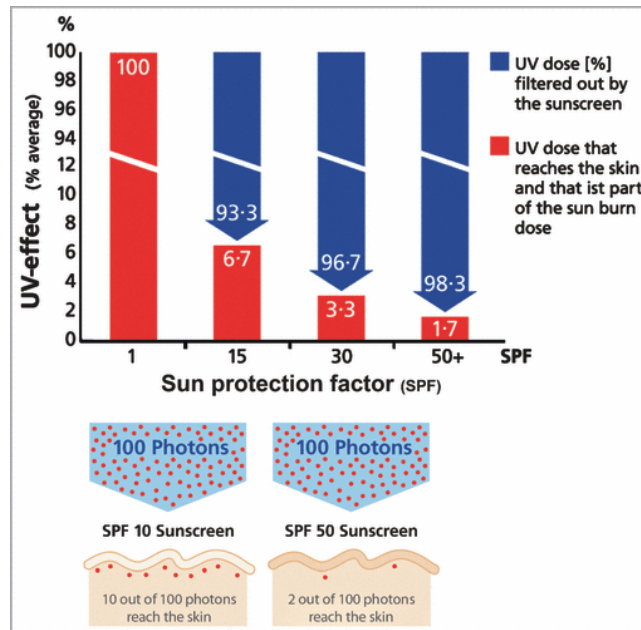 %
100
98
96
94
12
10
8
6
4
2
0
UV-effect (% average)
100
93·3
6·7
96·7
3·3
98·3
1·7
1 15 30 50+ SPF
Sun protection factor (SPF)
UV dose [%]
filtered out by
the sunscreen
UV dose that
reaches the skin
and that ist part
of the sun burn
dose
100 Photons
SPF 10 Sunscreen
10 out of 100 photons
reach the skin
100 Photons
SPF 50 Sunscreen
2 out of 100 photons
reach the skin